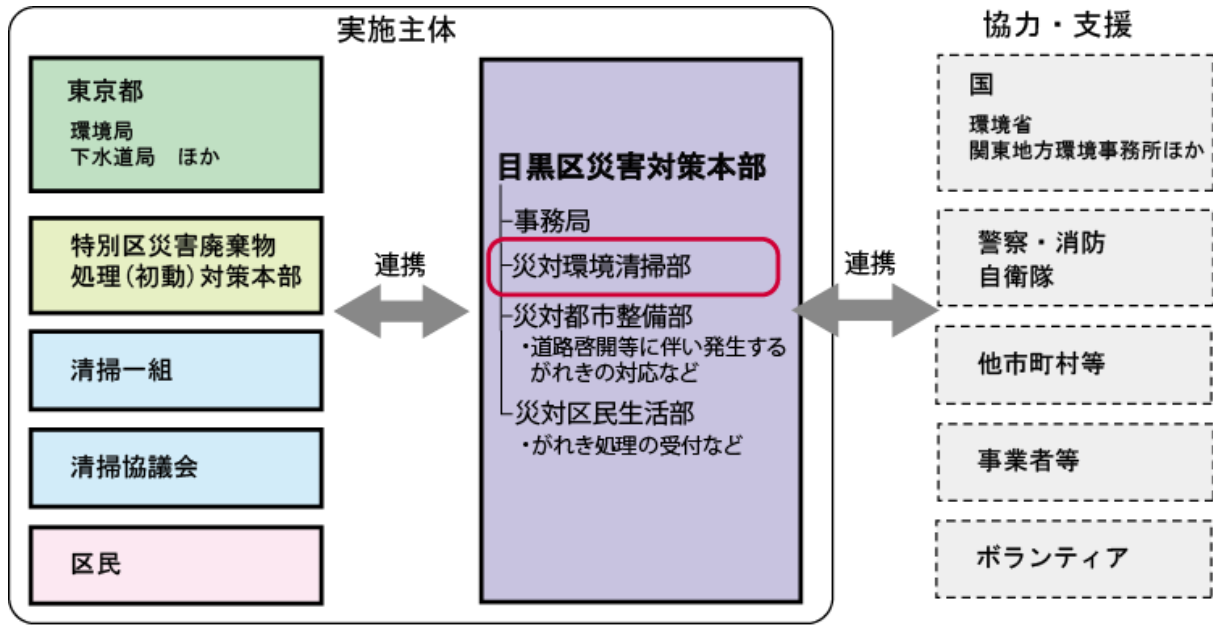 実施主体
東京都
環境局
下水道局　ほか
特別区災害廃棄物
処理(初動)対策本部
清掃一組
清掃協議会
区民
連携
目黒区災害対策本部
事務局
災対環境清掃部
災対都市整備部
・道路啓開等に伴い発生する
がれきの対応など
災対区民生活部
・がれき処理の受付など
連携
協力・支援
国
環境省
関東地方環境事務所ほか
警察・消防
自衛隊
他市町村等
事業者等
ボランティア